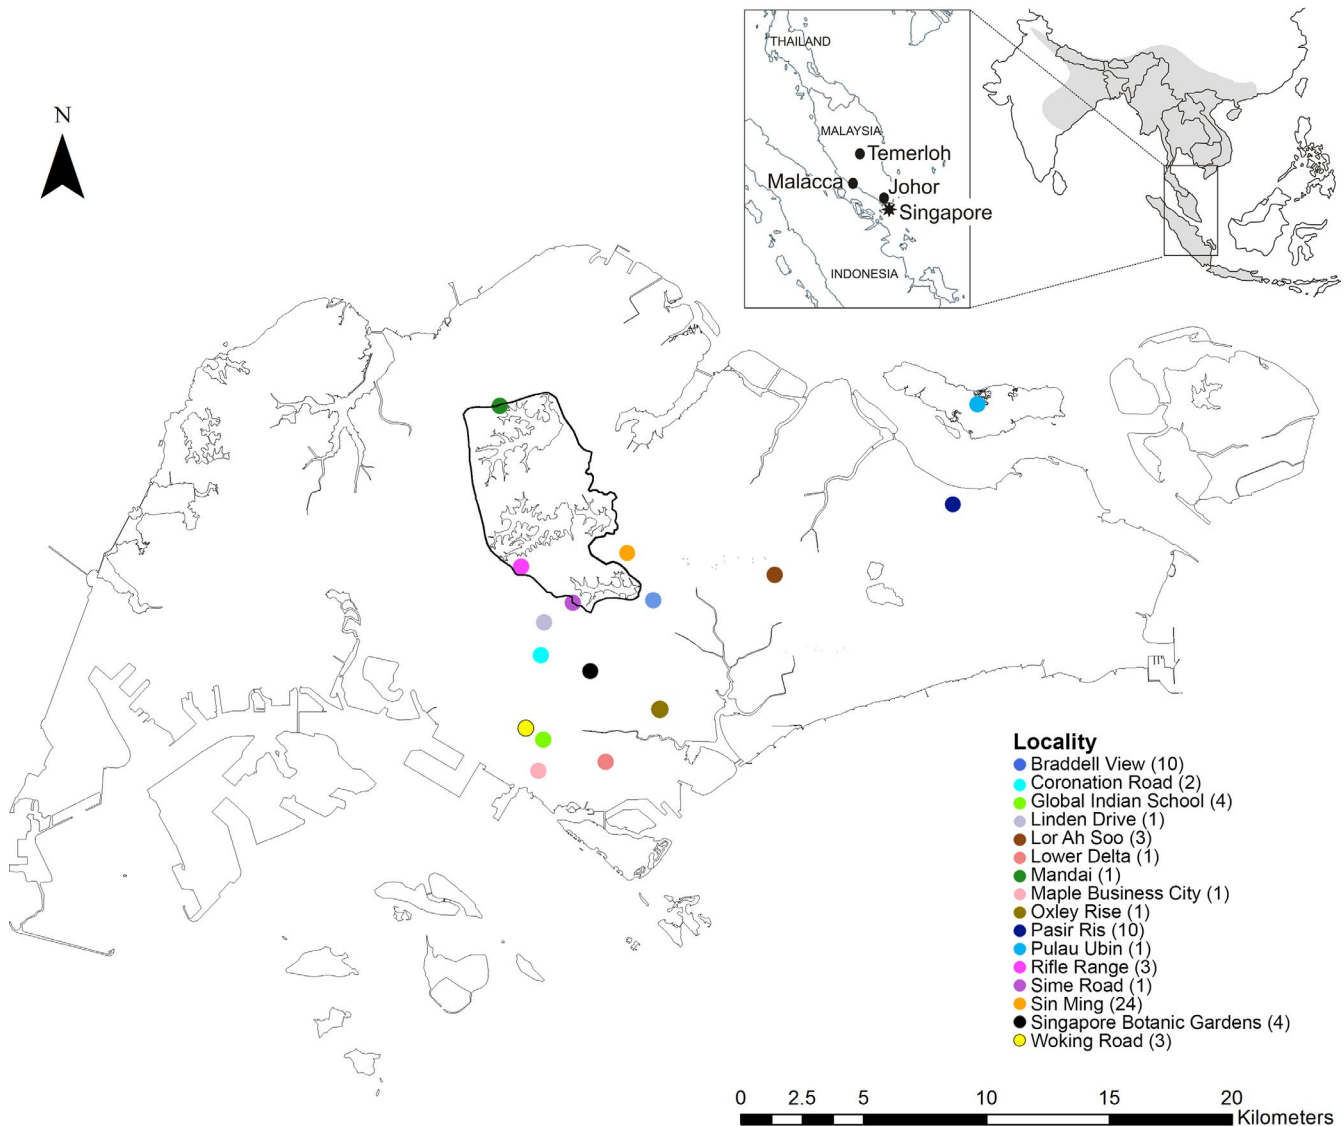 N
THAILAND
MALAYSIA
Temerloh
Malacca
Johor
Singapore
INDONESIA
Locality
Braddell View (10)
Coronation Road (2)
Global Indian School (4)
Linden Drive (1)
Lor Ah Soo (3)
Lower Delta (1)
Mandai (1)
Maple Business City (1)
Oxley Rise (1)
Pasir Ris (10)
Pulau Ubin (1)
Rifle Range (3)
Sime Road (1)
Sin Ming (24)
Singapore Botanic Gardens (4)
Woking Road (3)
0 2.5 5 10 15 20
Kilometers